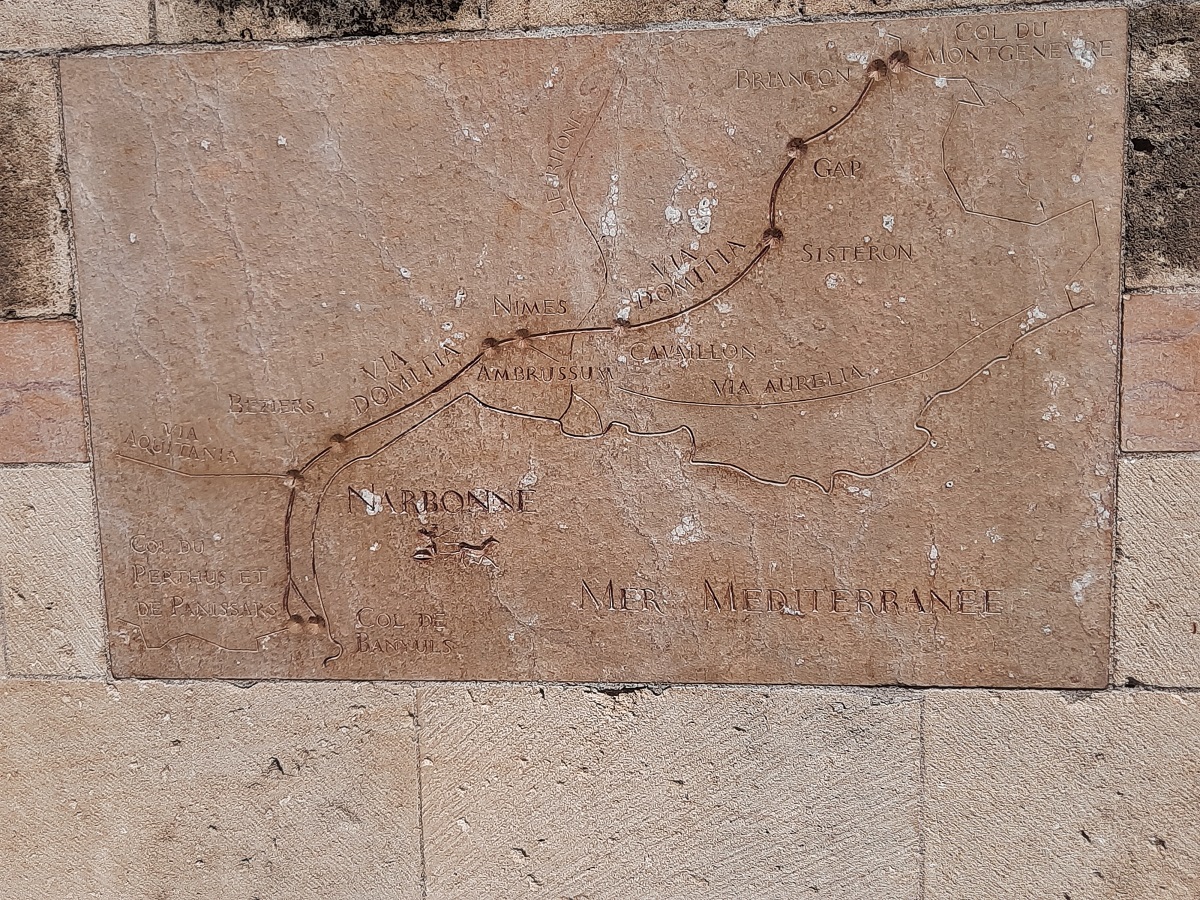 COL DU
MONTGENEVRE
BRIANÇON
LE RHONE
GAP
SISTERON
VIA
DOMITIA
NIMES
CAVAILLON
AMBRUSSUM
VIA
DOMITIA
VIA AURELIA
BEZIERS
VIA
AQUITANIA
NARBONNE
COL DU
PERTHUS ET
DE PANISSARS
MER MEDITERRANEE
COL DE
BANYULS